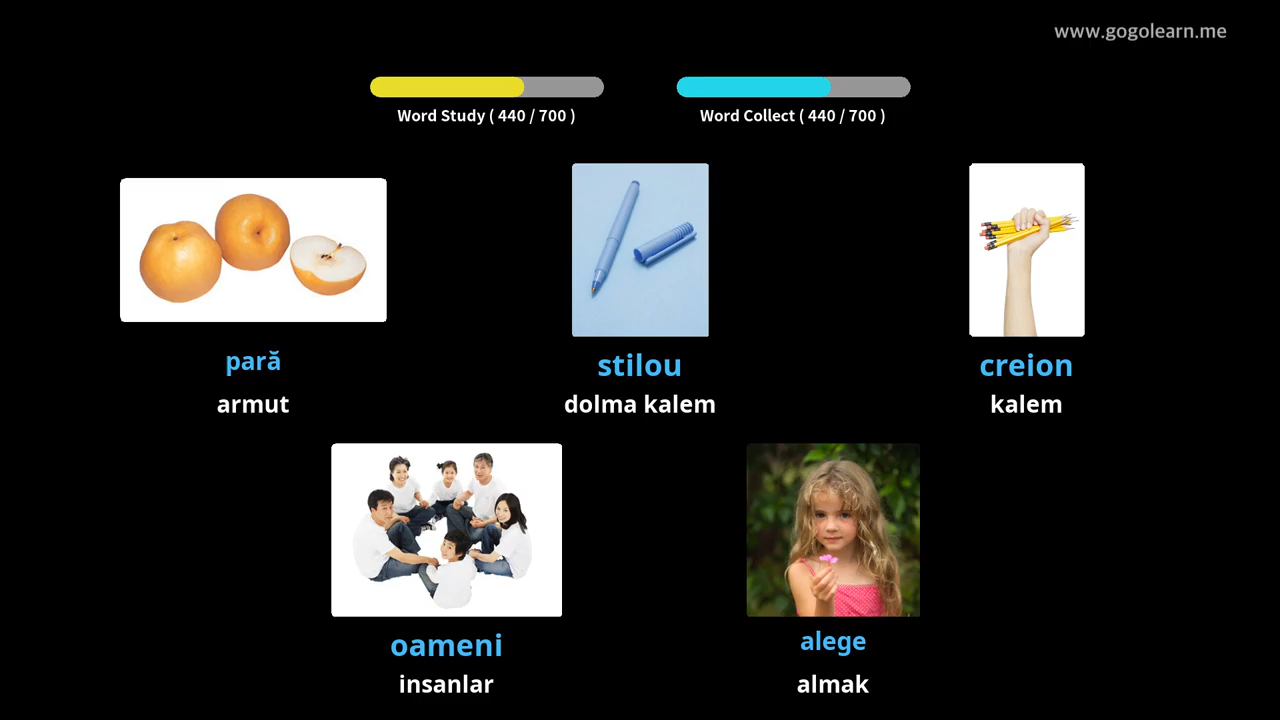 www.gogolearn.me
Word Study ( 440 / 700 )
Word Collect ( 440 / 700 )
pară
armut
stilou
dolma kalem
creion
kalem
oameni
insanlar
alege
almak